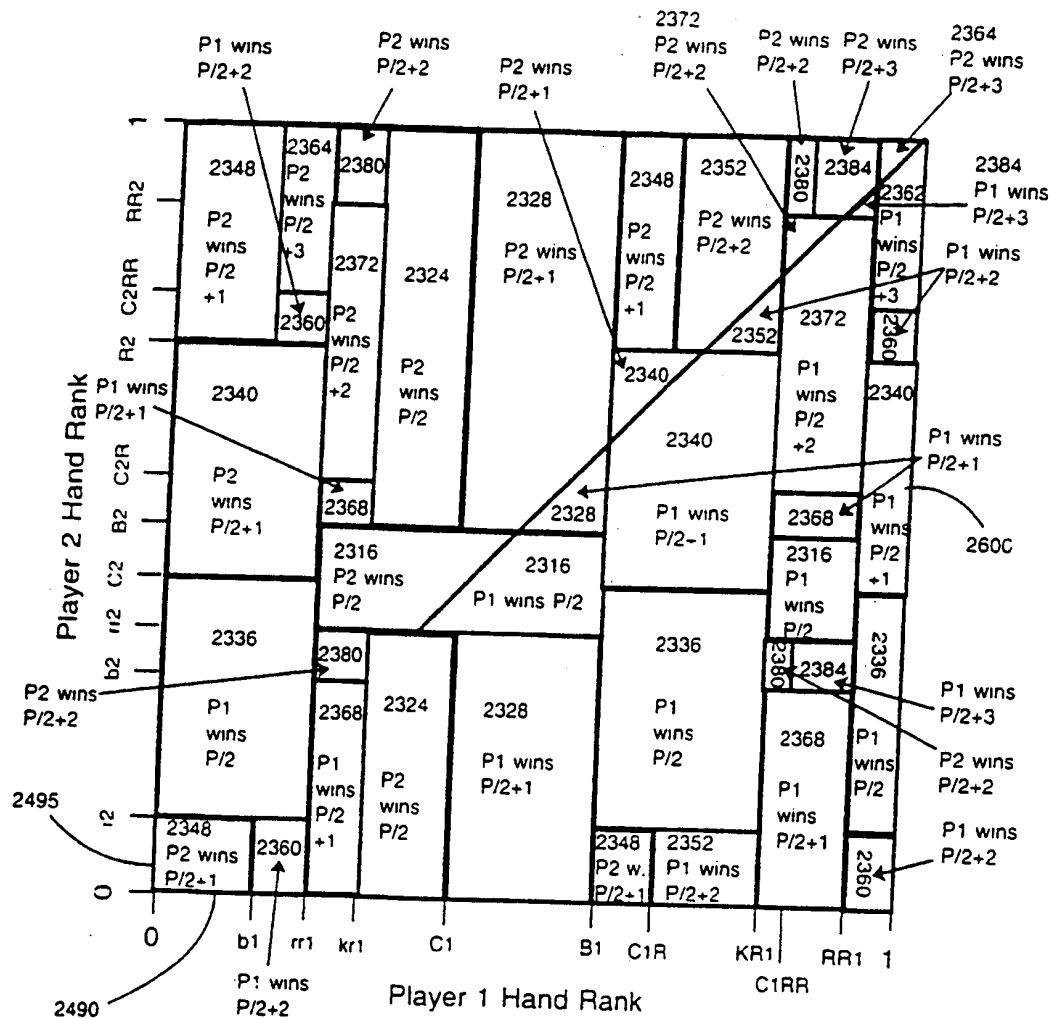 2372
P2 wins
P/2+2
P1 wins
P/2+2
P2 wins
P/2+2
P2 wins
P/2+1
P2 wins
P/2+1
P2 wins
P/2+2
P2 wins
P/2+3
2364
P2 wins
P/2+3
1
2348
P2
wins
P/2
+1
2364
P2
wins
P/2
+3
2380
2328
P2 wins
P/2+1
2348
P2
wins
P/2
+1
2352
P2 wins
P/2+2
2380
2384
2362
P1
wins
P/2
+3
2384
P1 wins
P/2+3
P1 wins
P/2+2
RR2
C2RR
R2
C2R
B2
C2
rr2
b2
r2
0
Player 2 Hand Rank
2360
2372
P2
wins
P/2
+2
2324
P2
wins
P/2
2352
2372
P1
wins
P/2
+2
2360
P1 wins
P/2+1
2340
P2
wins
P/2+1
2368
2340
2340
P1 wins
P/2-1
2328
2340
P1
wins
P/2
+1
P1 wins
P/2+1
2368
260C
2316
P2 wins
P/2
2316
P1 wins P/2
2316
P1
wins
P/2
2336
P1
wins
P/2
2380
2336
P1
wins
P/2
2380
2384
2336
P1
wins
P/2
P1 wins
P/2+3
P2 wins
P/2+2
2368
P1
wins
P/2
+1
2324
P2
wins
P/2
2328
P1 wins
P/2+1
2368
P1
wins
P/2+1
P2 wins
P/2+2
2495
2348
P2 wins
P/2+1
2360
2348
P2 w.
P/2+1
2352
P1 wins
P/2+2
2360
P1 wins
P/2+2
0
b1
rr1
kr1
C1
B1
C1R
KR1
C1RR
RR1
1
2490
P1 wins
P/2+2
Player 1 Hand Rank